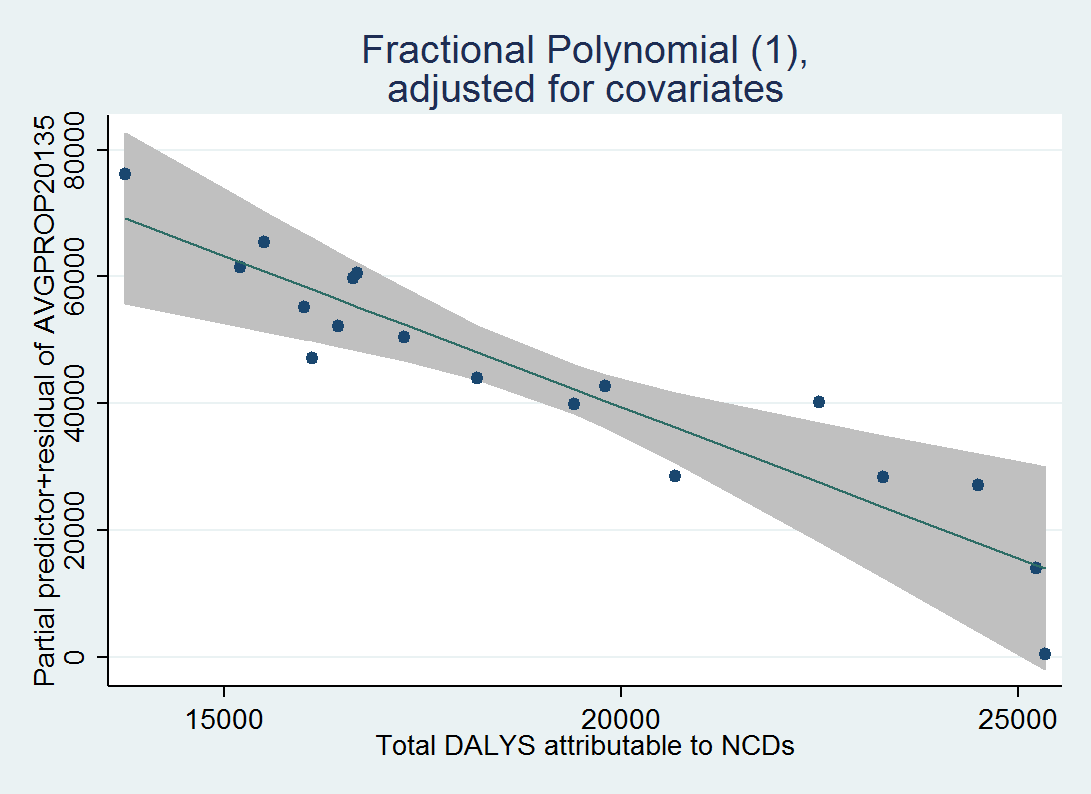 Fractional Polynomial (1),
adjusted for covariates
Partial predictor+residual of AVGPROP20135
80000
60000
40000
20000
0
15000
20000
25000
Total DALYS attributable to NCDs